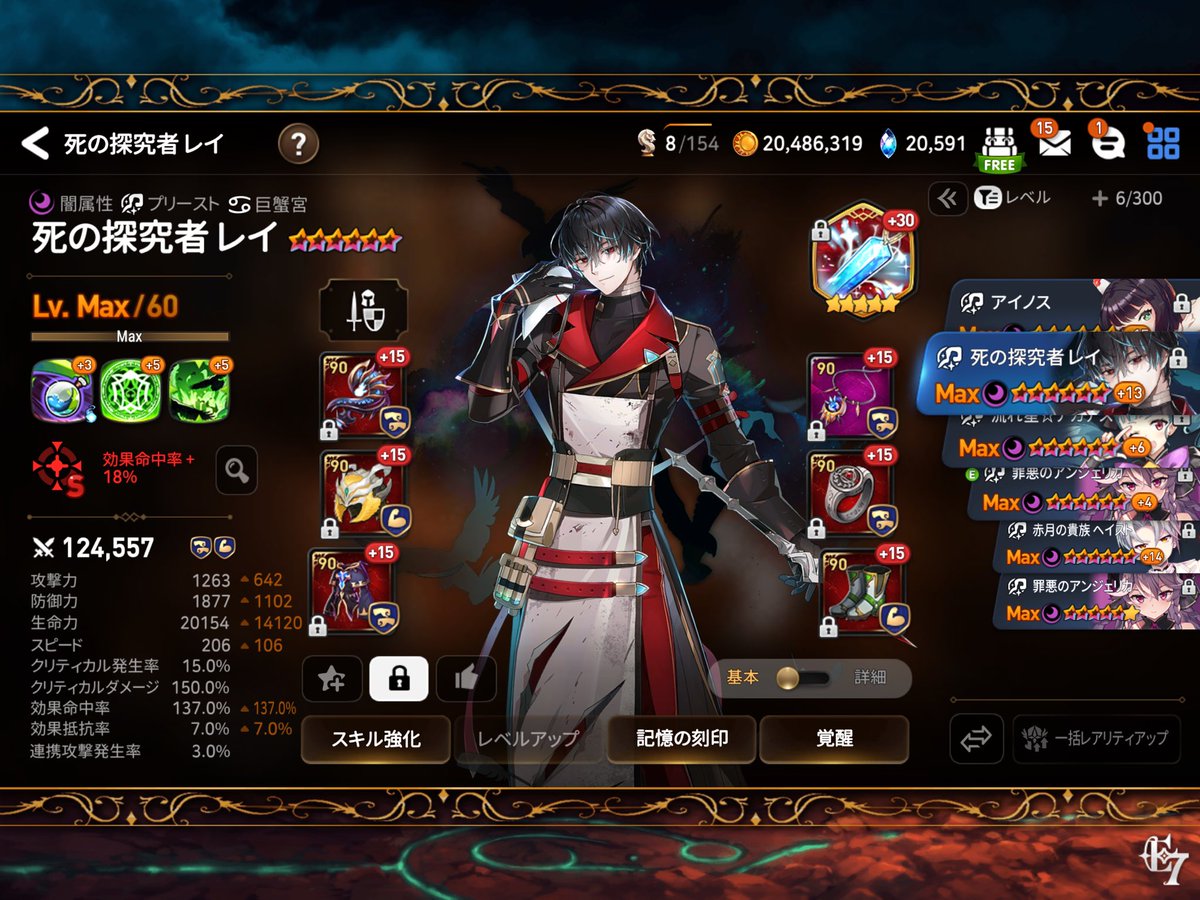 死の探究者レイ
?
8/154
20,486,319
20,591
FREE
15
1
闇属性 プリースト 巨蟹宮
死の探究者レイ
レベル
+ 6/300
Lv. Max/60
Max
+3
+5
+5
効果命中率+
18%
S
124,557
攻撃力 1263 642
防御力 1877 1102
生命力 20154 14120
スピード 206 106
クリティカル発生率 15.0%
クリティカルダメージ 150.0%
効果命中率 137.0% 137.0%
効果抵抗率 7.0% 7.0%
連携攻撃発生率 3.0%
90 +15
90 +15
90 +15
+30
90 +15
90 +15
90 +15
アイノス
死の探究者レイ
Max +13
Max +6
E 罪悪のアンジェリカ
Max +4
赤月の貴族 ヘイスト
Max +14
罪悪のアンジェリカ
Max
基本 詳細
スキル強化
レベルアップ
記憶の刻印
覚醒
一括レアリティアップ
E7